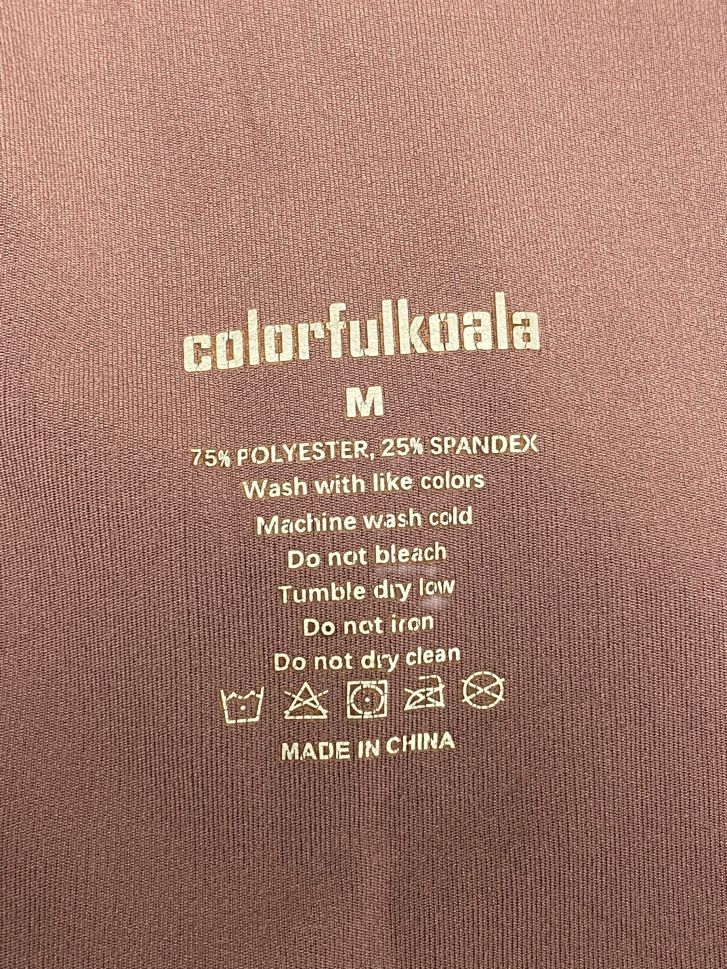 colorfulkoala
M
75% POLYESTER, 25% SPANDEX
Wash with like colors
Machine wash cold
Do not bleach
Tumble dry low
Do not iron
Do not dry clean
MADE IN CHINA